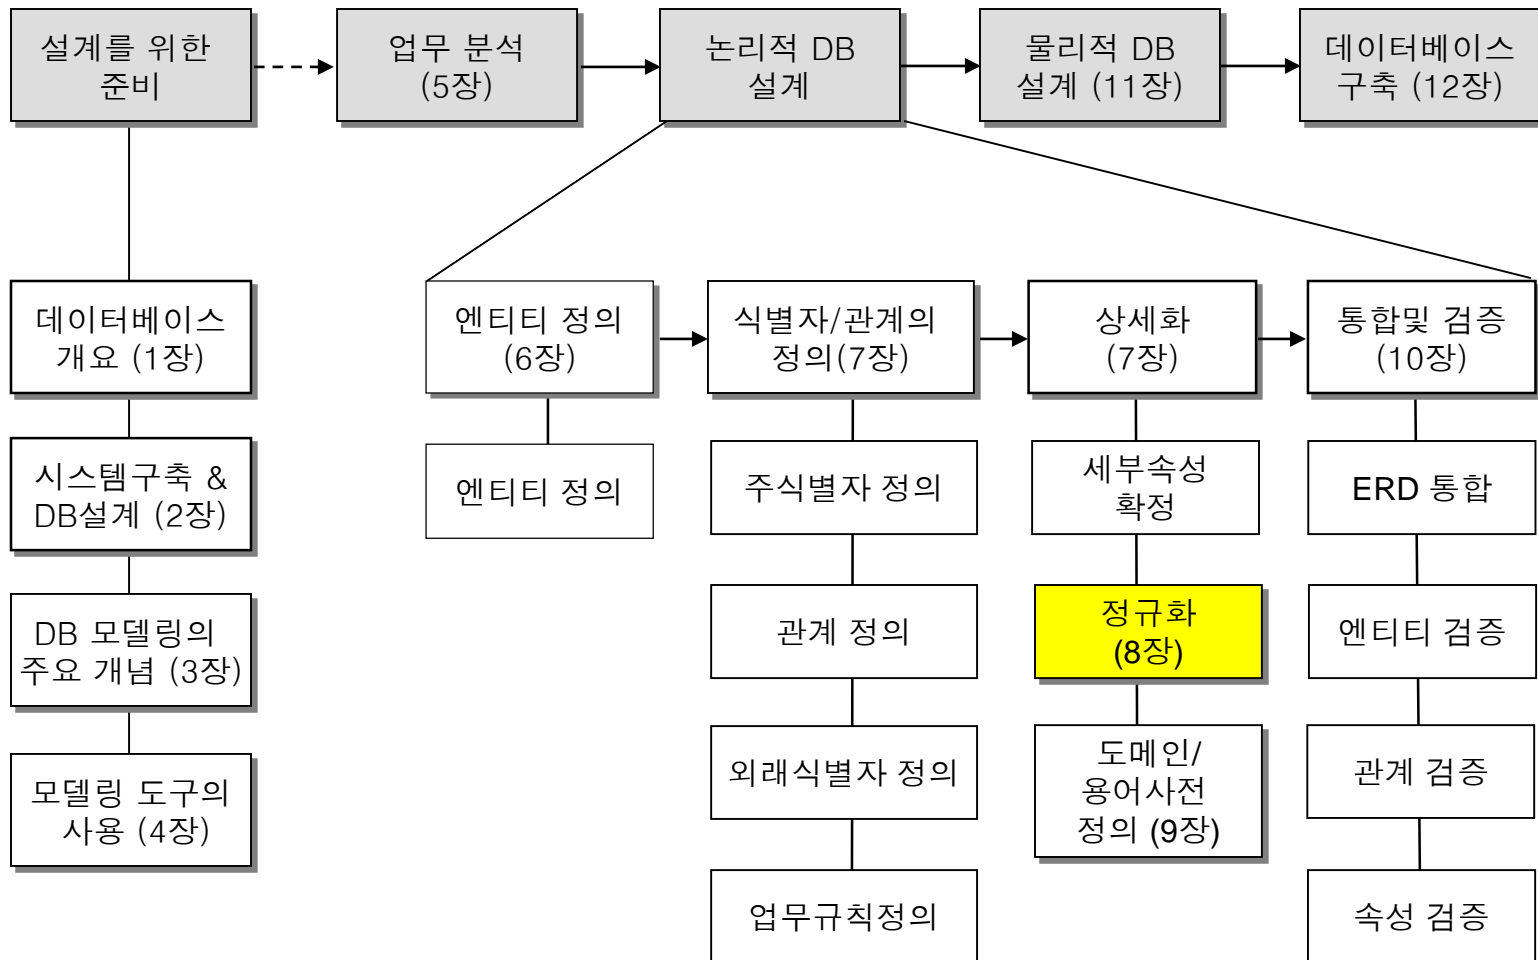 설계를 위한
준비
업무 분석
(5장)
논리적 DB
설계
물리적 DB
설계 (11장)
데이터베이스
구축 (12장)
데이터베이스
개요 (1장)
시스템구축 &
DB설계 (2장)
DB 모델링의
주요 개념 (3장)
모델링 도구의
사용 (4장)
엔티티 정의
(6장)
엔티티 정의
식별자/관계의
정의(7장)
주식별자 정의
관계 정의
외래식별자 정의
업무규칙정의
상세화
(7장)
세부속성
확정
정규화
(8장)
도메인/
용어사전
정의 (9장)
통합및 검증
(10장)
ERD 통합
엔티티 검증
관계 검증
속성 검증